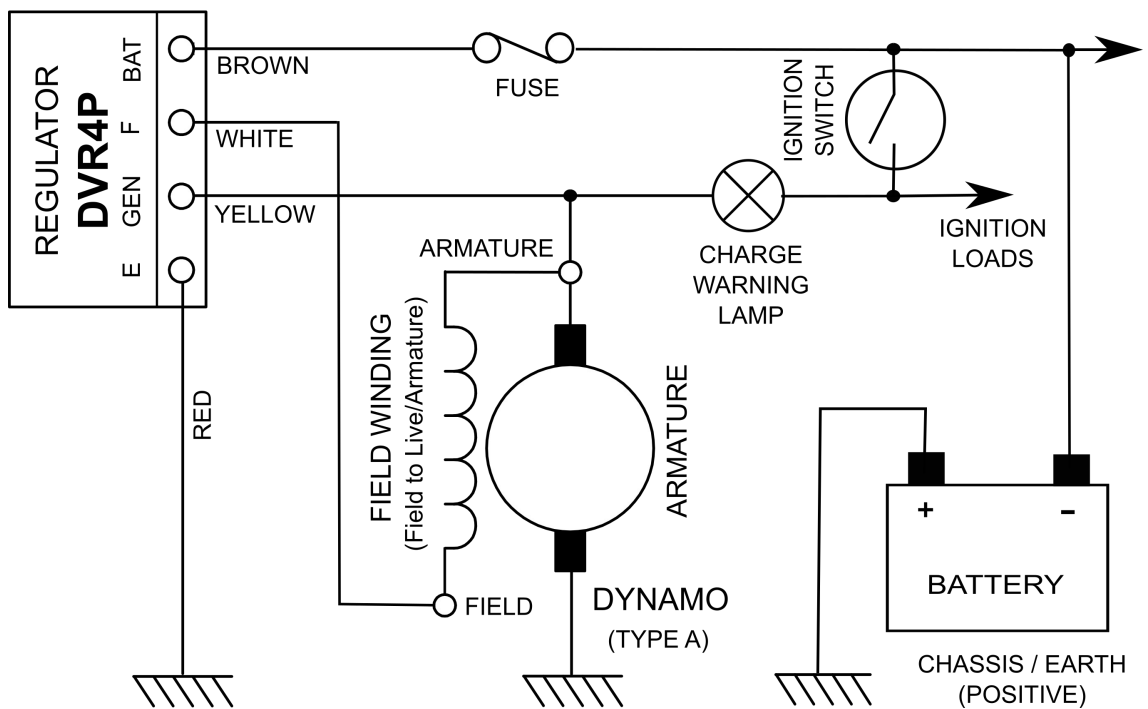 REGULATOR
DVR4P
BAT
F
GEN
E
BROWN
WHITE
YELLOW
RED
FUSE
IGNITION
SWITCH
IGNITION
LOADS
CHARGE
WARNING
LAMP
ARMATURE
FIELD WINDING
(Field to Live/Armature)
ARMATURE
FIELD
DYNAMO
(TYPE A)
+
-
BATTERY
CHASSIS / EARTH
(POSITIVE)